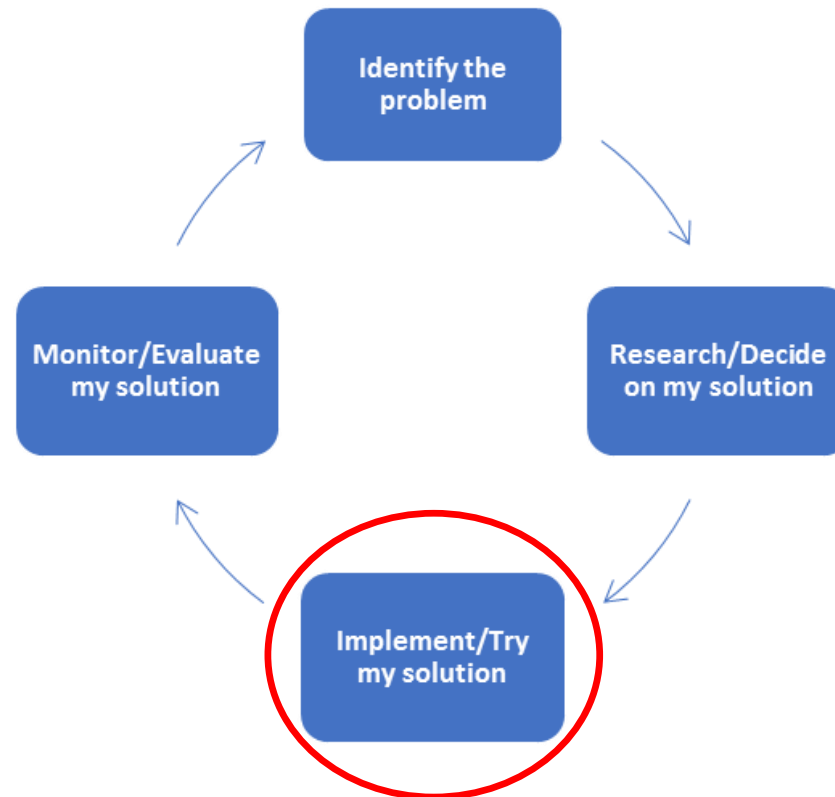 Identify the
problem
Research/Decide
on my solution
Implement/Try
my solution
Monitor/Evaluate
my solution